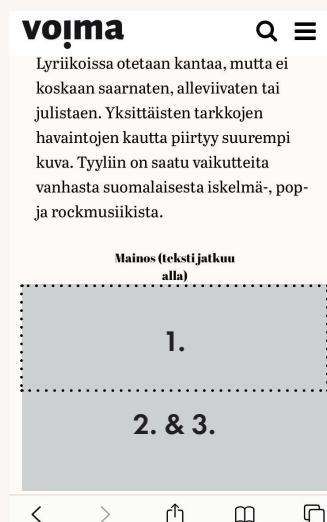 voima
Lyriikoissa otetaan kantaa, mutta ei
koskaan saarnaten, alleviivaten tai
julistaen. Yksittäisten tarkkojen
havaintojen kautta piirtyy suurempi
kuva. Tyyliin on saatu vaikutteita
vanhasta suomalaisesta iskelmä-, pop-
ja rockmusiikista.
Mainos (teksti jatkuu
alla)
1.
2. & 3.